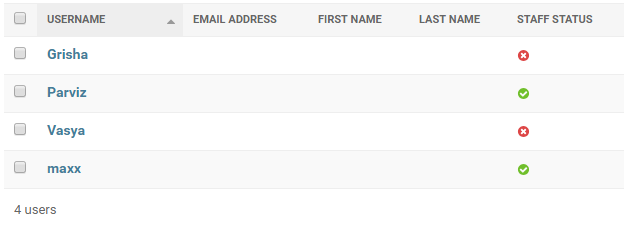 USERNAME EMAIL ADDRESS FIRST NAME LAST NAME STAFF STATUS
Grisha
Parviz
Vasya
maxx
4 users